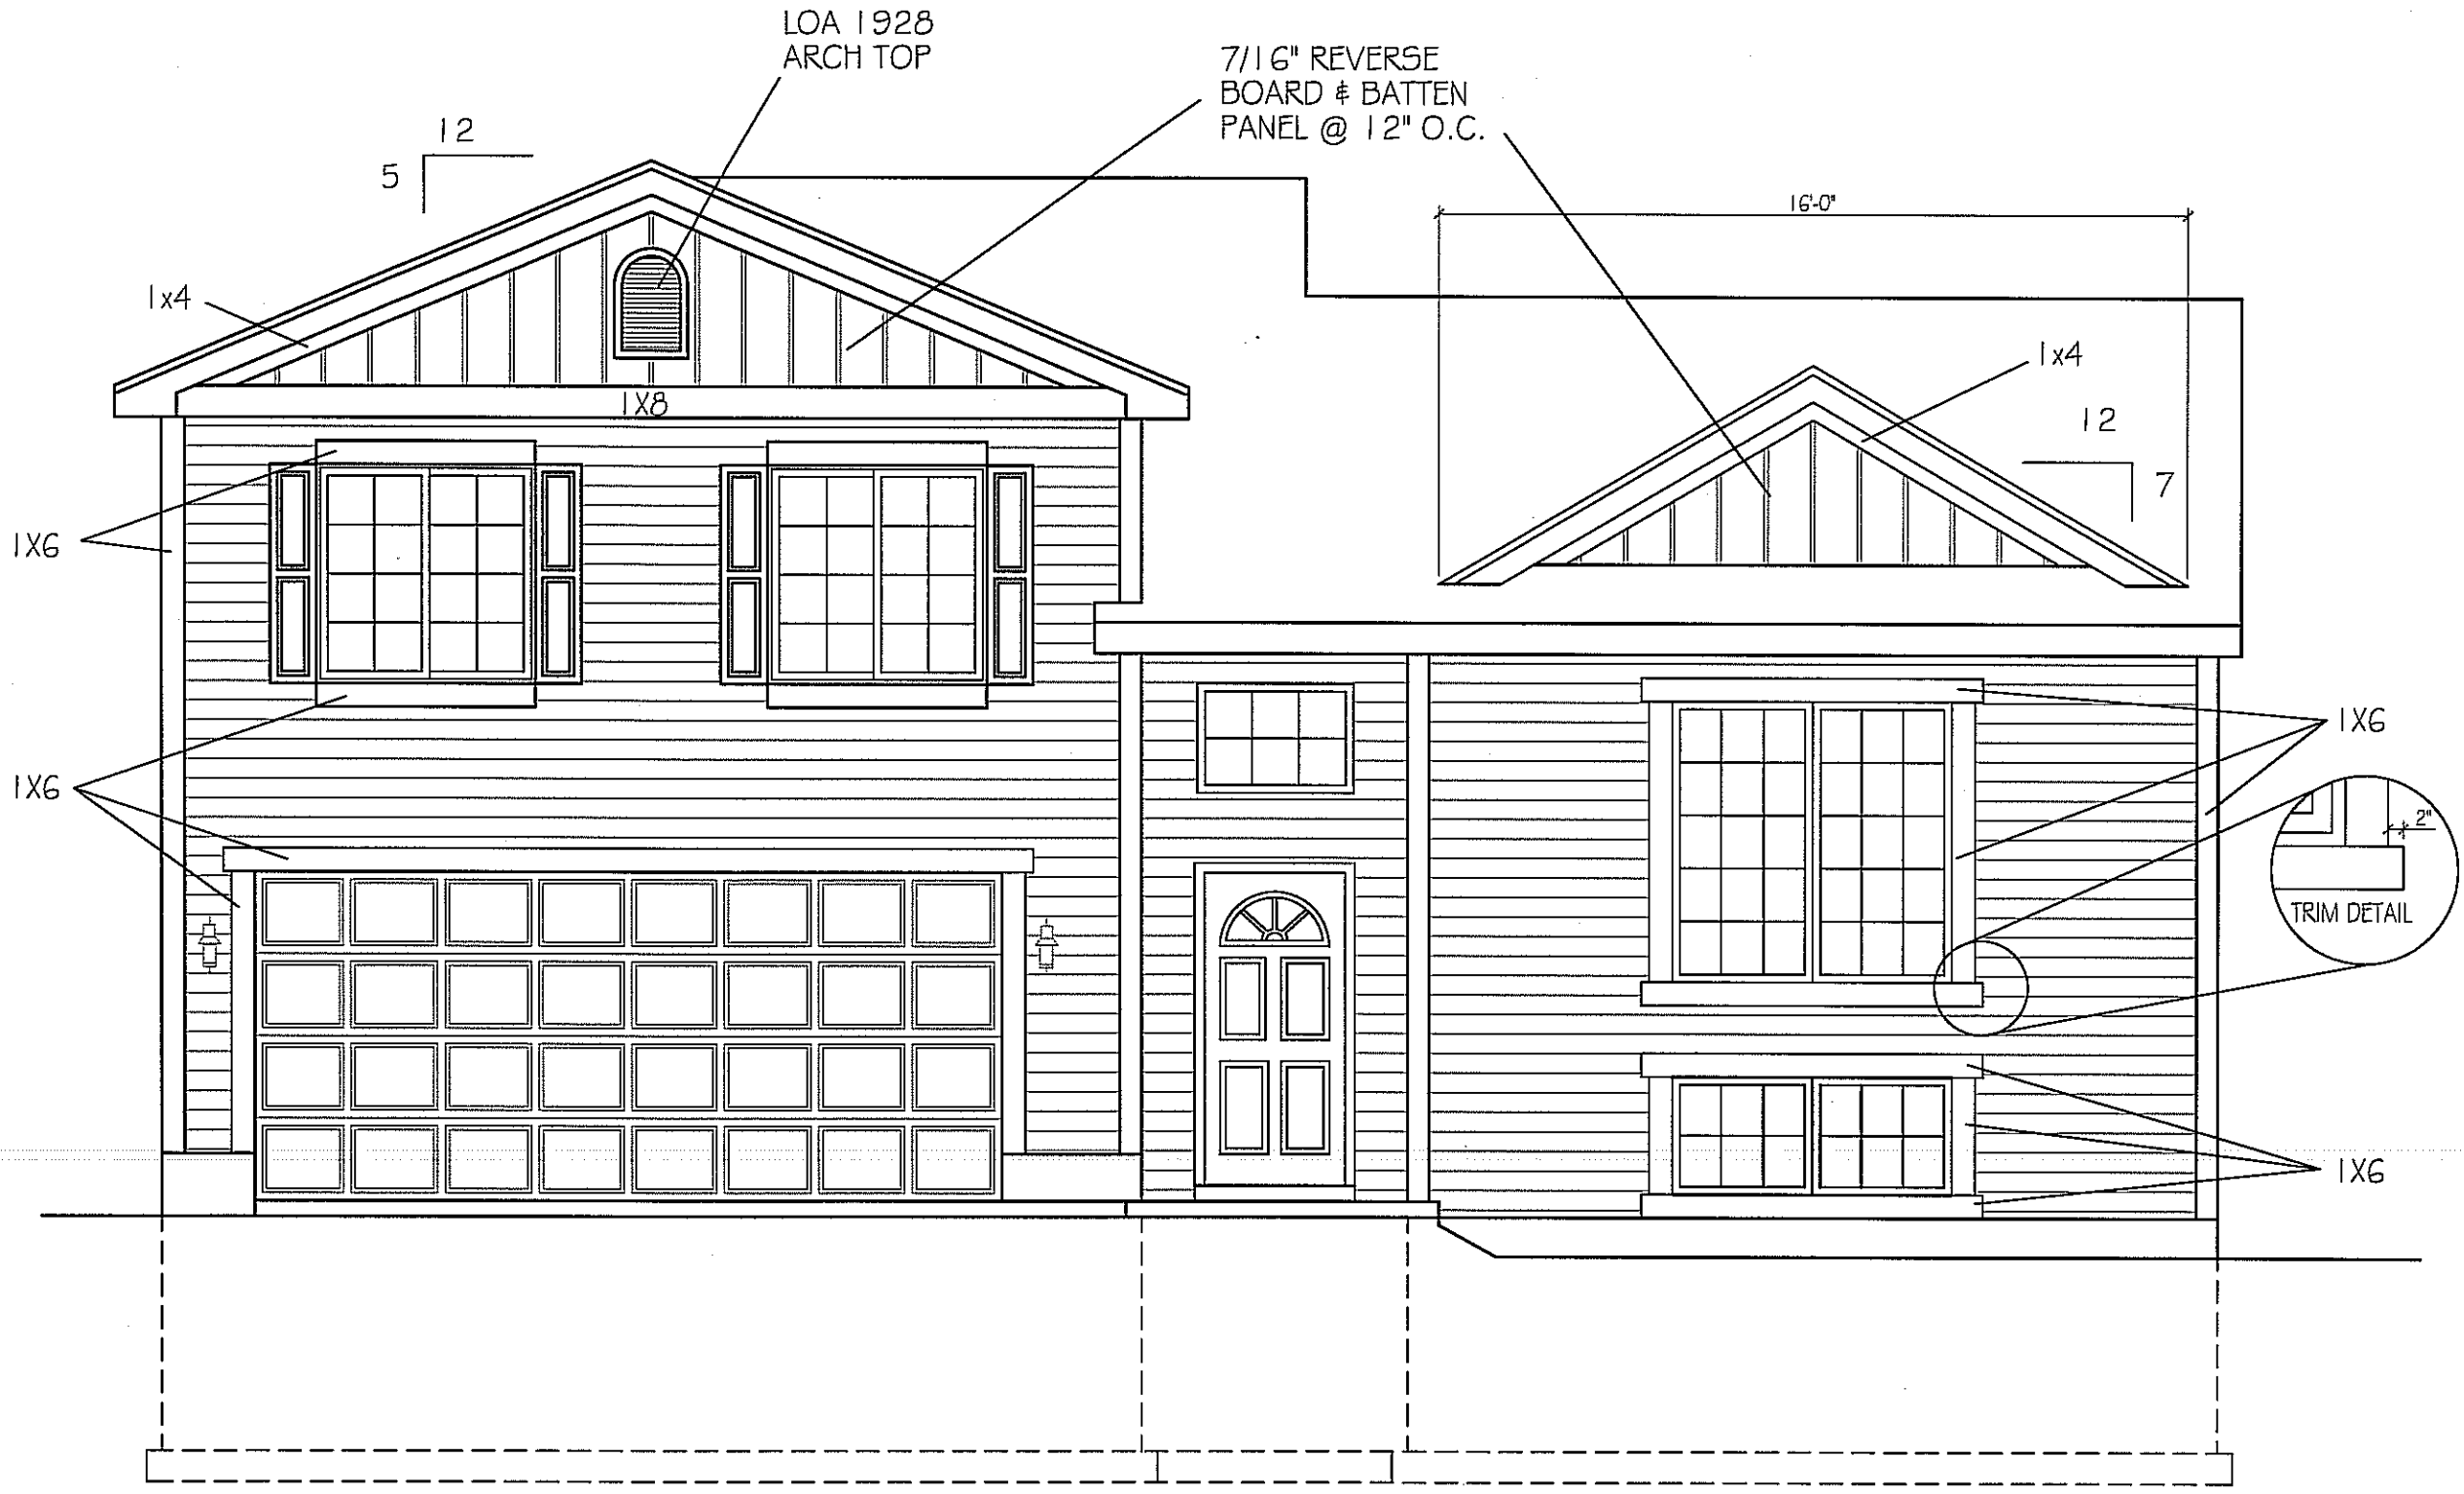 LOA 1928
ARCH TOP
7/16" REVERSE
BOARD & BATTEN
PANEL @ 12" O.C.
12
5
16'-0"
1x4
1x4
12
7
1X8
1X6
1X6
1X6
2"
TRIM DETAIL
1X6